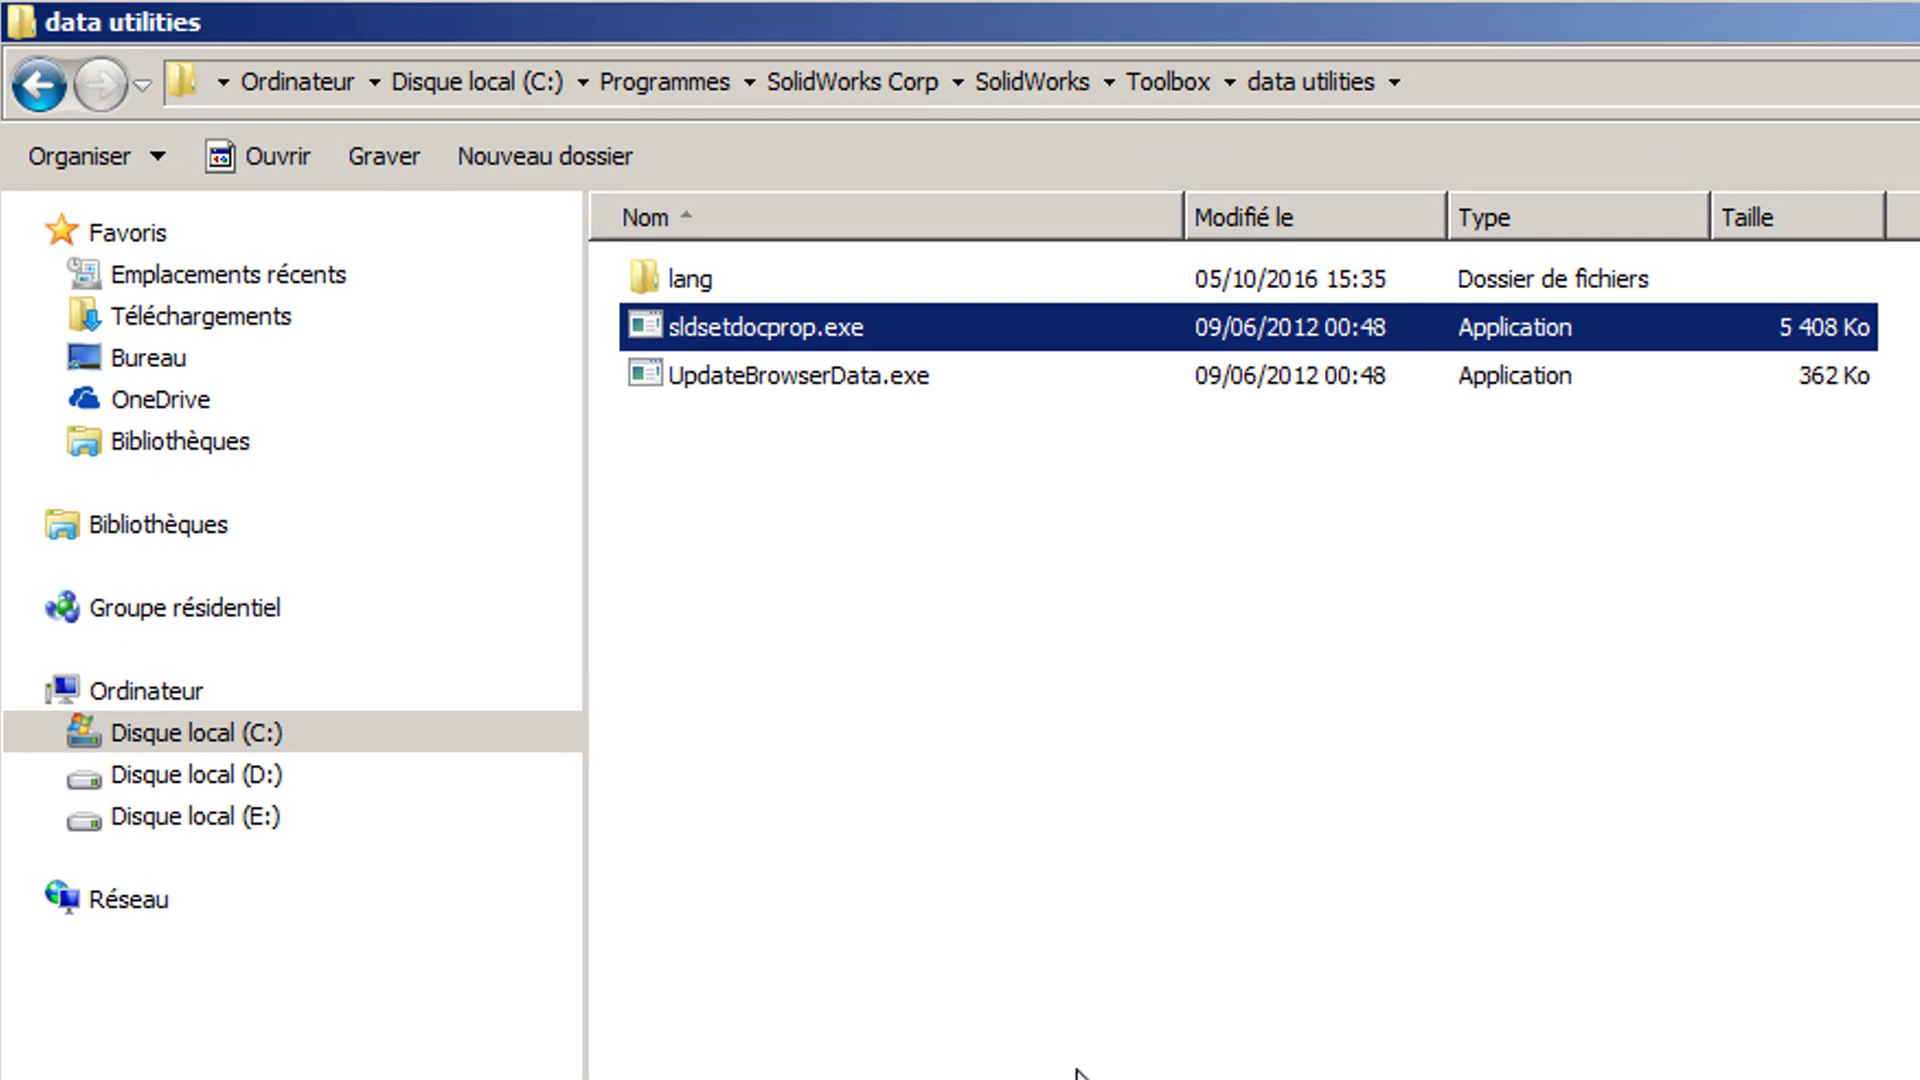 data utilities
Ordinateur Disque local (C:) Programmes SolidWorks Corp SolidWorks Toolbox data utilities
Organiser Ouvrir Graver Nouveau dossier
Favoris
Emplacements récents
Téléchargements
Bureau
OneDrive
Bibliothèques
Bibliothèques
Groupe résidentiel
Ordinateur
Disque local (C:)
Disque local (D:)
Disque local (E:)
Réseau
Nom Modifié le Type Taille
lang 05/10/2016 15:35 Dossier de fichiers
sldsetdocprop.exe 09/06/2012 00:48 Application 5 408 Ko
UpdateBrowserData.exe 09/06/2012 00:48 Application 362 Ko